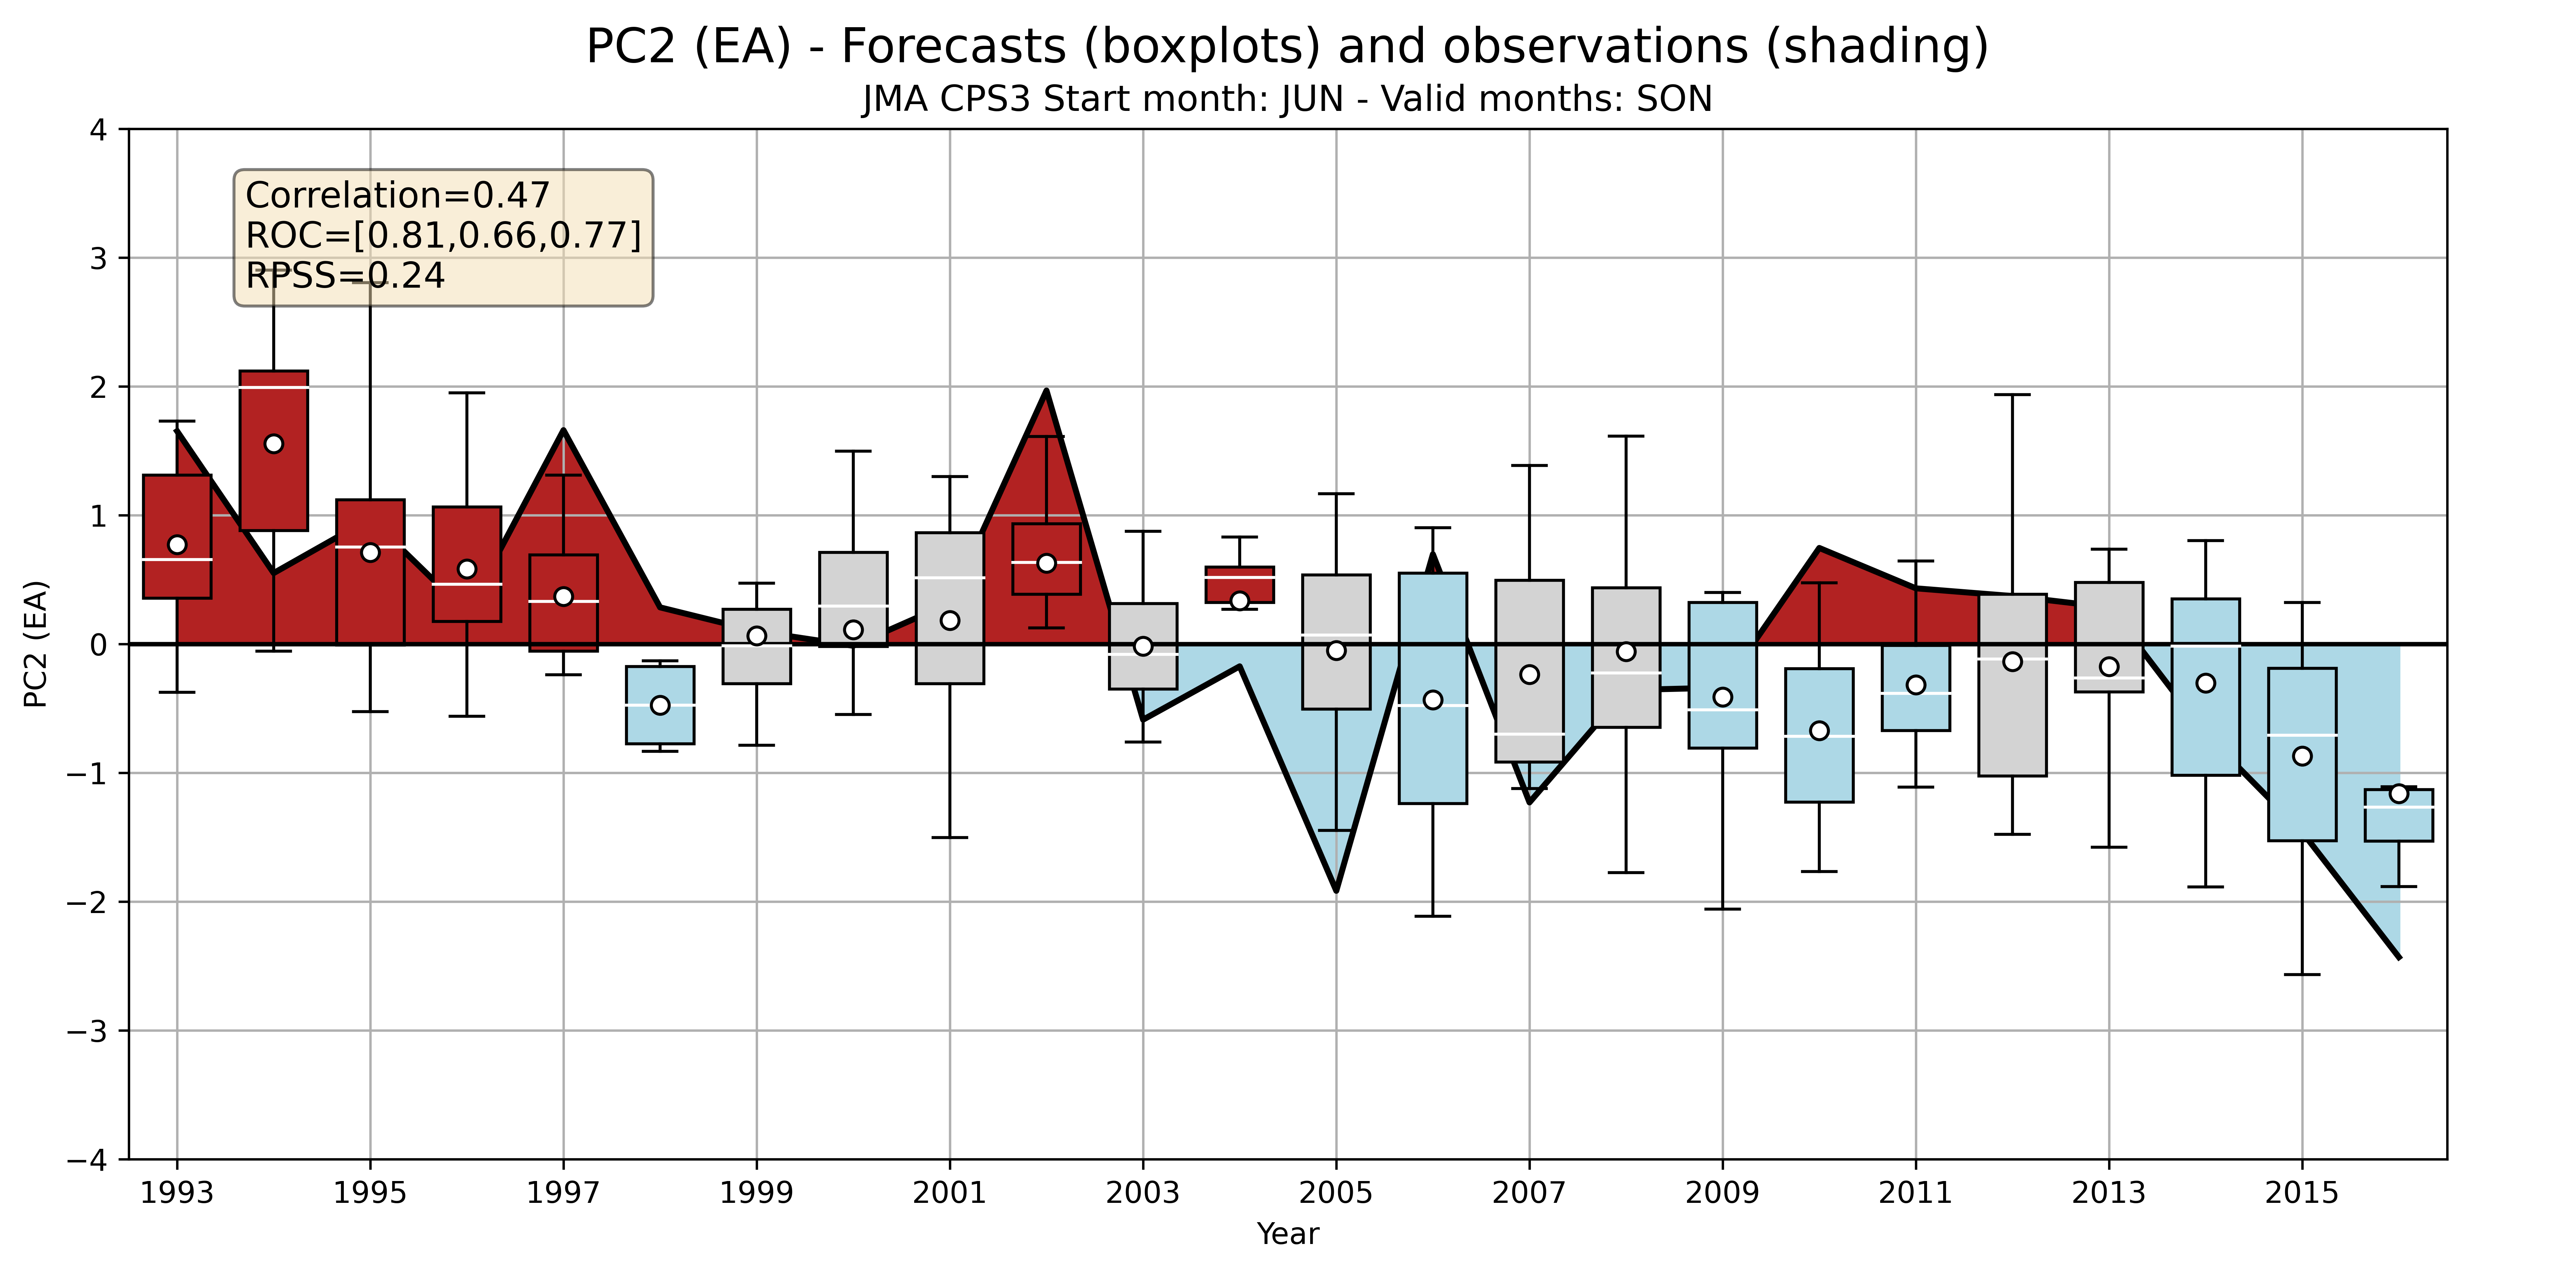 PC2 (EA) - Forecasts (boxplots) and observations (shading)
JMA CPS3 Start month: JUN - Valid months: SON
Correlation=0.47
ROC=[0.81,0.66,0.77]
RPSS=0.24
PC2 (EA)
4
3
2
1
0
−1
−2
−3
−4
1993 1995 1997 1999 2001 2003 2005 2007 2009 2011 2013 2015
Year